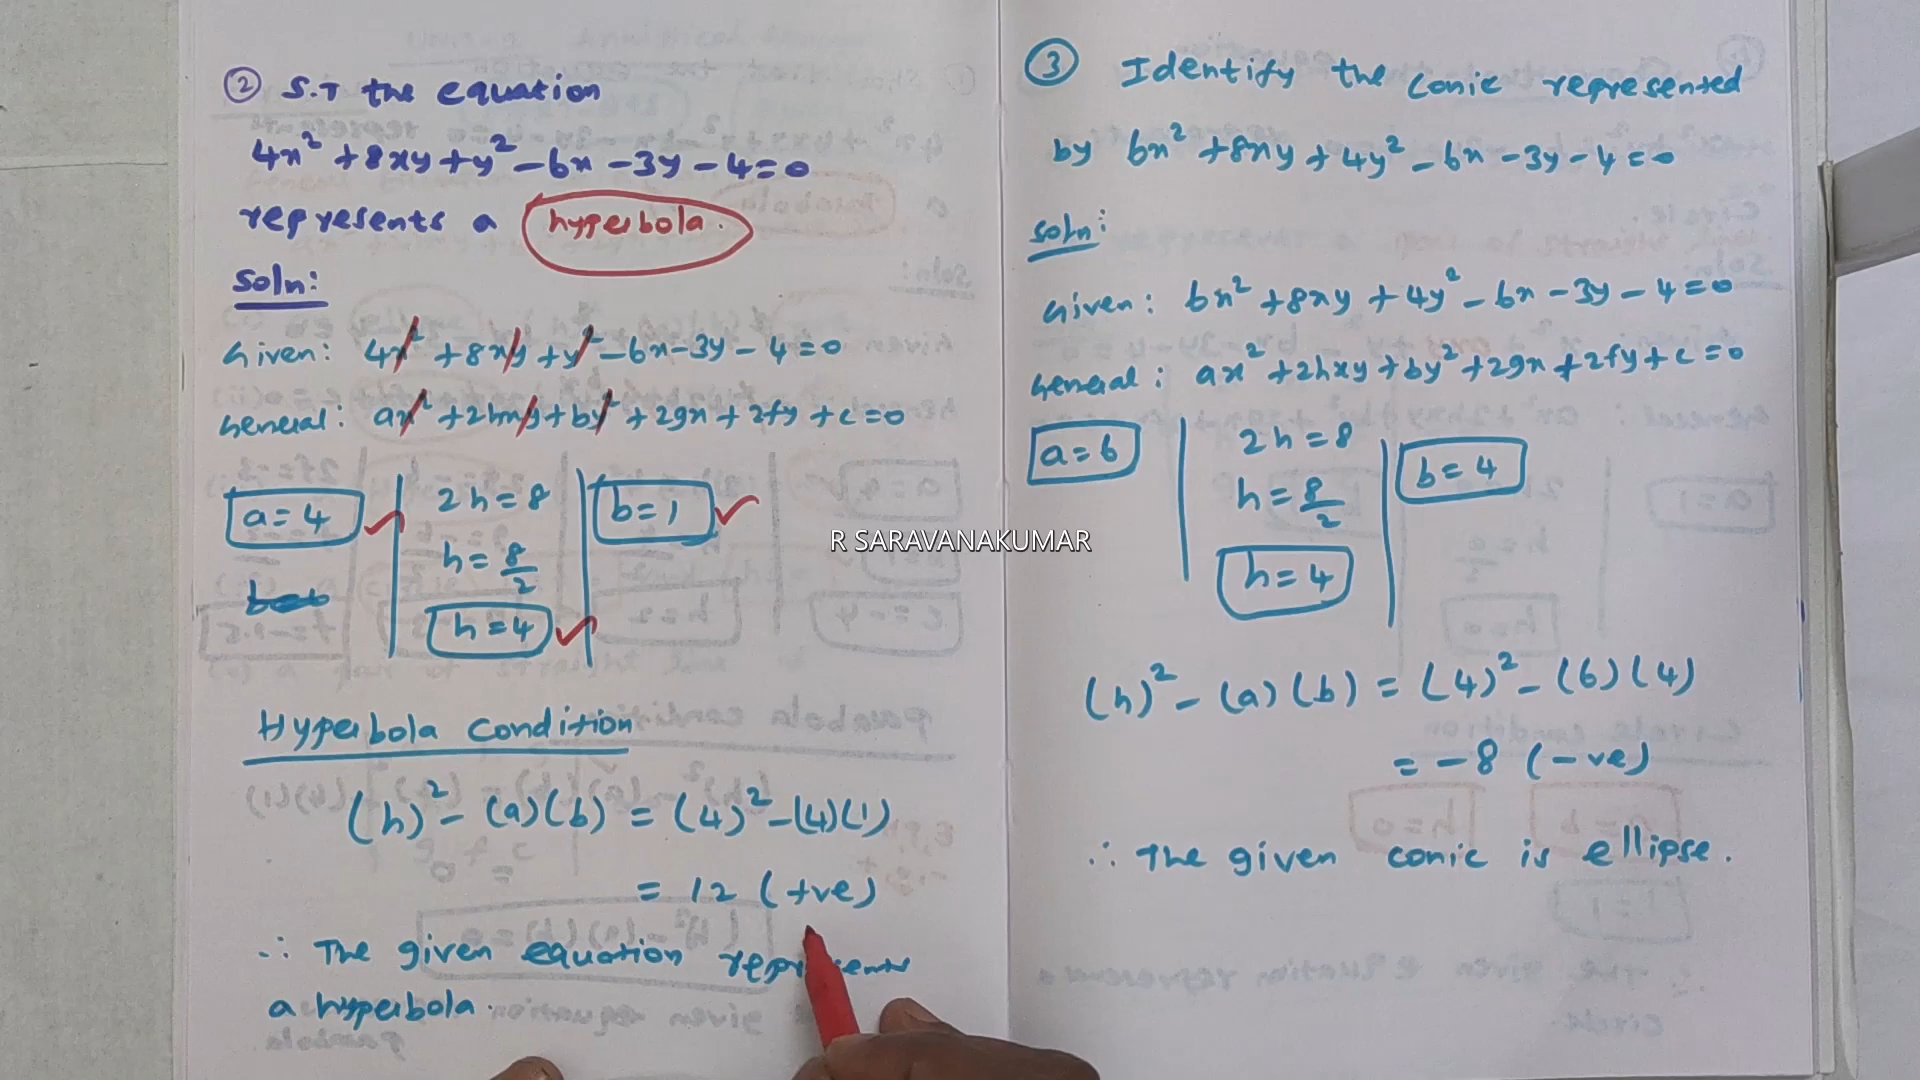 ② S.T the equation
4x² + 8xy + y² - 6x - 3y - 4 = 0
represents a hyperbola.
Soln:
Given: 4x² + 8xy + y² - 6x - 3y - 4 = 0
General: ax² + 2hxy + by² + 2gx + 2fy + c = 0
a = 4
2h = 8
h = 8/2
h = 4
b = 1
Hyperbola Condition
(h)² - (a)(b) = (4)² - (4)(1)
= 12 (+ve)
∴ The given equation represents
a hyperbola.
③ Identify the conic represented
by 6x² + 8xy + 4y² - 6x - 3y - 4 = 0
Soln:
Given: 6x² + 8xy + 4y² - 6x - 3y - 4 = 0
General: ax² + 2hxy + by² + 2gx + 2fy + c = 0
a = 6
2h = 8
h = 8/2
h = 4
b = 4
(h)² - (a)(b) = (4)² - (6)(4)
= -8 (-ve)
∴ The given conic is ellipse.
R SARAVANAKUMAR